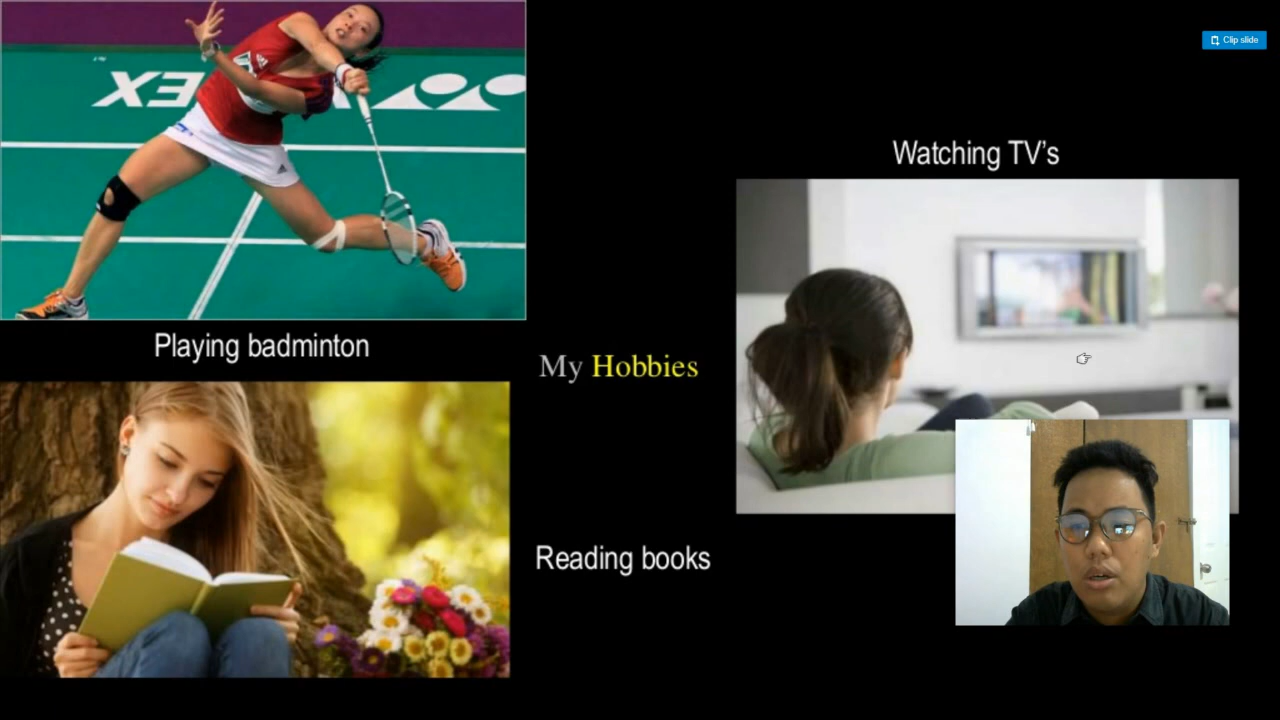 Clip slide
Watching TV's
Playing badminton
My Hobbies
Reading books